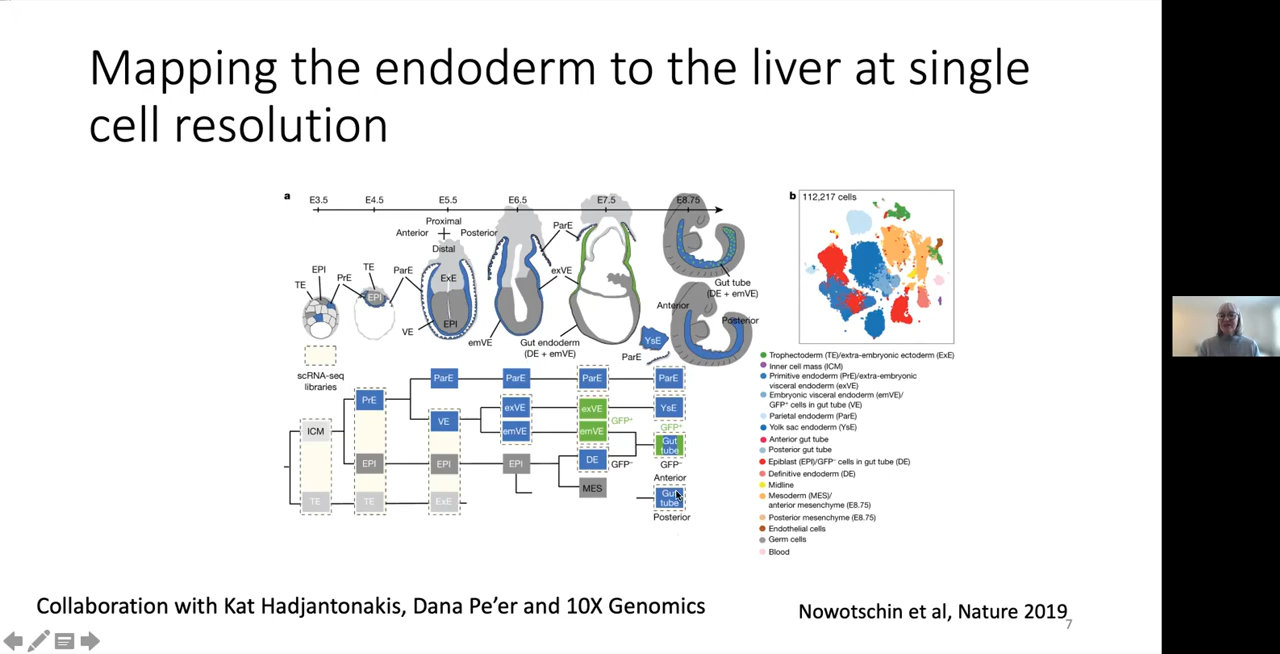 Mapping the endoderm to the liver at single
cell resolution
a
E3.5 E4.5 E5.5 E6.5 E7.5 E8.75
Proximal
Anterior Posterior
Distal
ParE
EPI
TE
PrE
TE
EPI
ParE
ExE
VE
EPI
exVE
emVE
Gut endoderm
(DE + emVE)
Gut tube
(DE + emVE)
Anterior
Posterior
YsE
ParE
scRNA-seq
libraries
ParE ParE ParE ParE
PrE
exVE exVE YsE
VE
GFP+ GFP+
ICM
emVE emVE
Gut
tube
EPI EPI EPI DE GFP– GFP–
Anterior
MES
TE TE ExE
Gut
tube
Posterior
b 112,217 cells
Trophectoderm (TE)/extra-embryonic ectoderm (ExE)
Inner cell mass (ICM)
Primitive endoderm (PrE)/extra-embryonic
visceral endoderm (exVE)
Embryonic visceral endoderm (emVE)/
GFP+ cells in gut tube (VE)
Parietal endoderm (ParE)
Yolk sac endoderm (YsE)
Anterior gut tube
Posterior gut tube
Epiblast (EPI)/GFP– cells in gut tube (DE)
Definitive endoderm (DE)
Midline
Mesoderm (MES)/
anterior mesenchyme (E8.75)
Posterior mesenchyme (E8.75)
Endothelial cells
Germ cells
Blood
Collaboration with Kat Hadjantonakis, Dana Pe’er and 10X Genomics
Nowotschin et al, Nature 2019
7